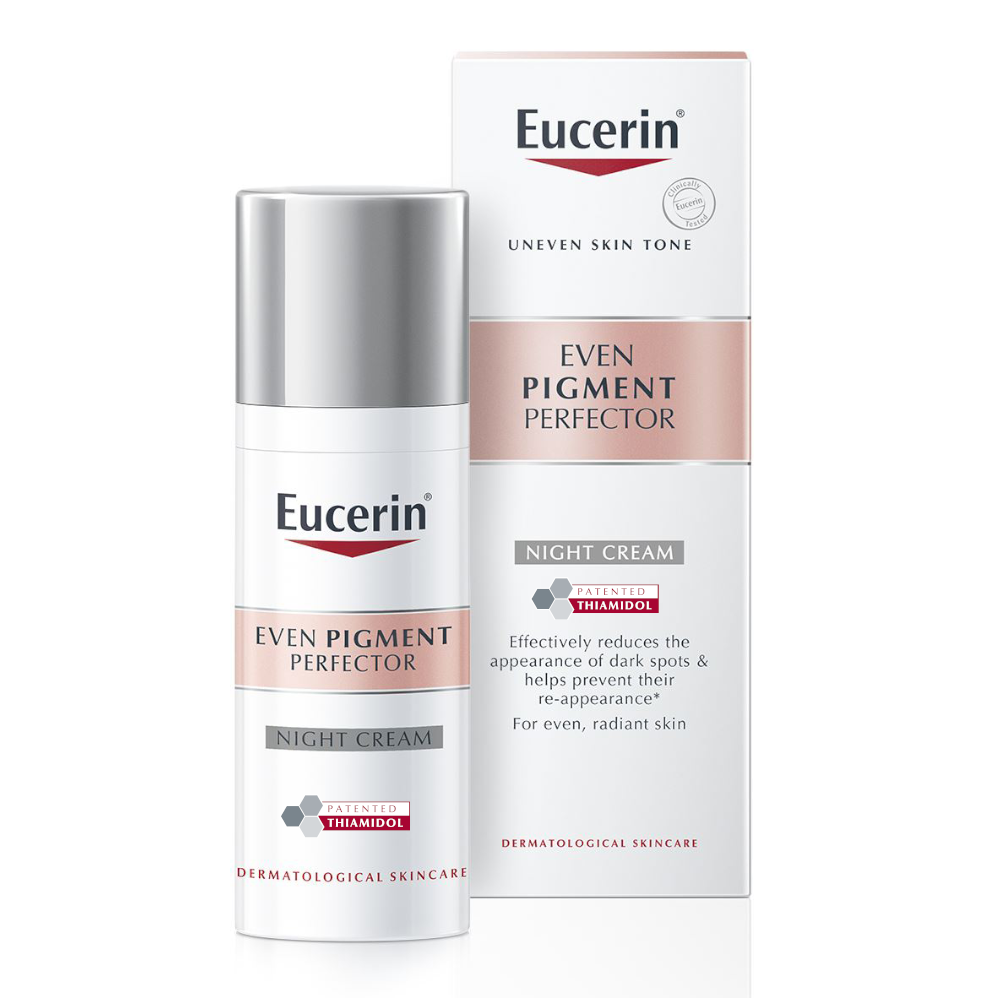 Eucerin®
Clinically
Eucerin
Tested
UNEVEN SKIN TONE
EVEN
PIGMENT
PERFECTOR
NIGHT CREAM
PATENTED
THIAMIDOL
Effectively reduces the
appearance of dark spots &
helps prevent their
re-appearance*
For even, radiant skin
DERMATOLOGICAL SKINCARE
Eucerin®
EVEN PIGMENT
PERFECTOR
NIGHT CREAM
PATENTED
THIAMIDOL
DERMATOLOGICAL SKINCARE